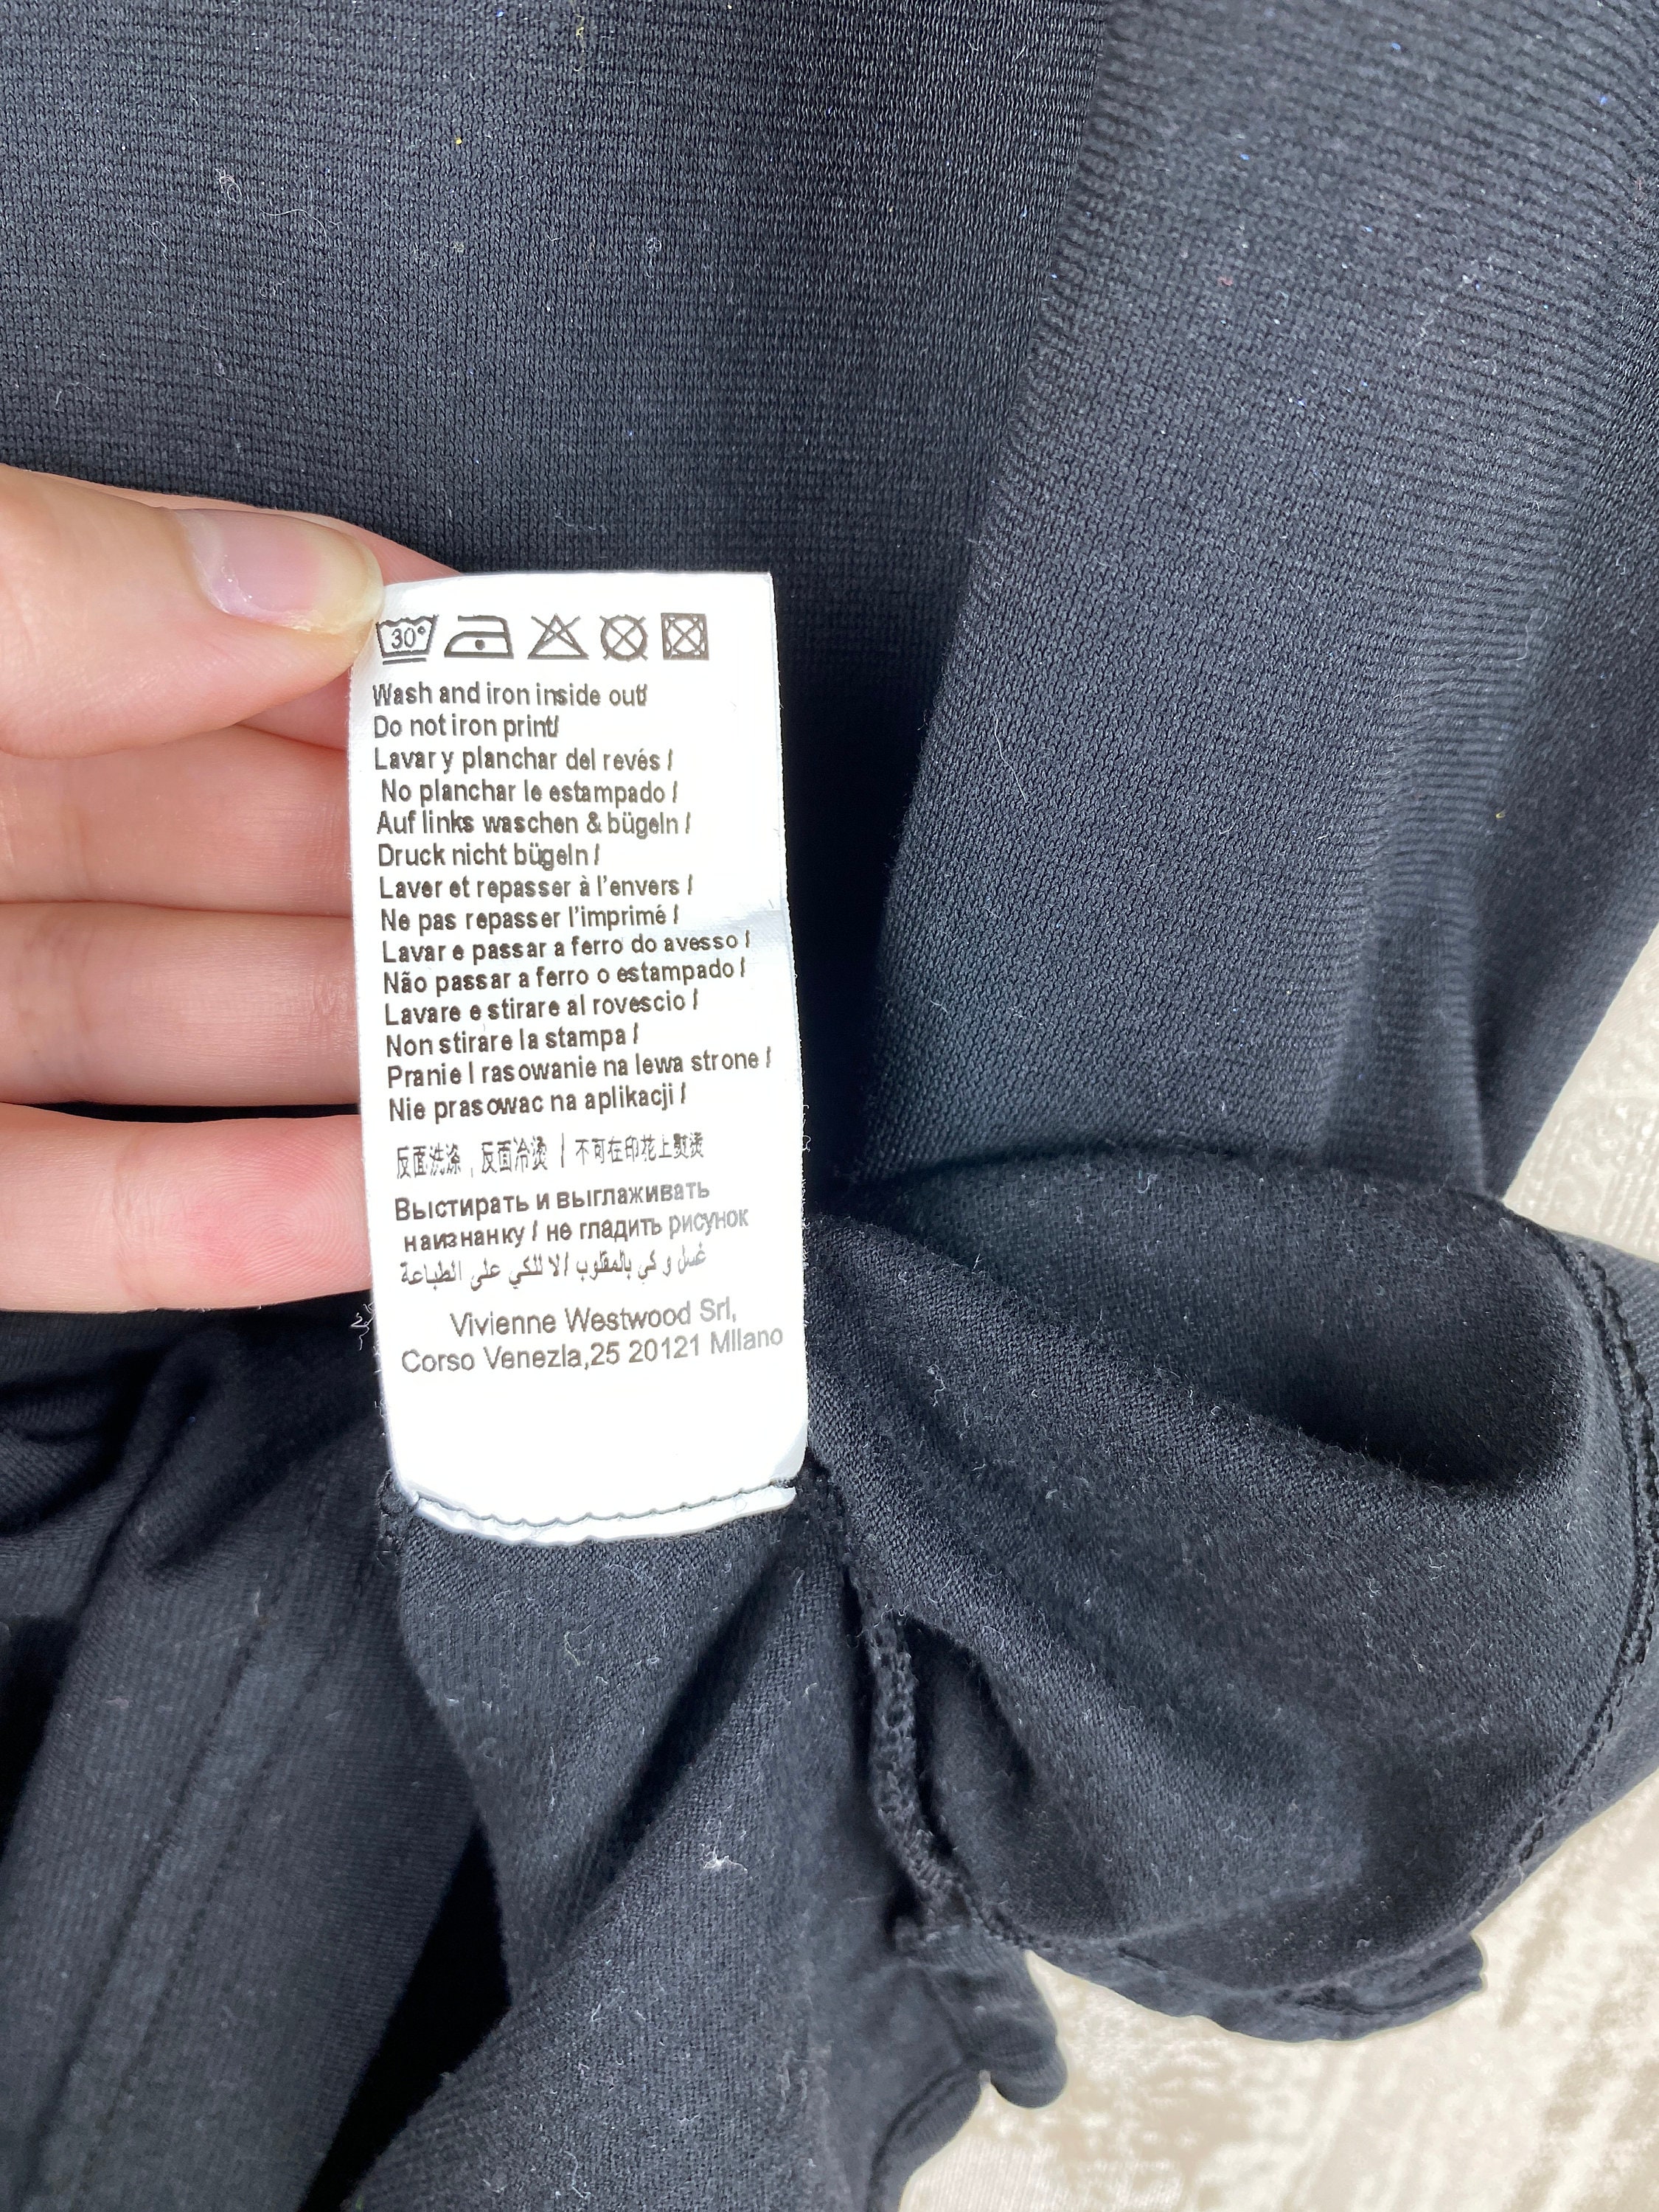 30°
Wash and iron inside out/
Do not iron print/
Lavar y planchar del revés /
No planchar le estampado /
Auf links waschen & bügeln /
Druck nicht bügeln /
Laver et repasser à l'envers /
Ne pas repasser l'imprimé /
Lavar e passar a ferro do avesso /
Não passar a ferro o estampado /
Lavare e stirare al rovescio /
Non stirare la stampa /
Pranie I rasowanie na lewa strone /
Nie prasowac na aplikacji /
反面洗涤 , 反面冷烫 / 不可在印花上熨烫
Выстирать и выглаживать
наизнанку / не гладить рисунок
غسل و كي بالمقلوب / لا للكي على الطباعة
Vivienne Westwood Srl,
Corso Venezla,25 20121 MIlano